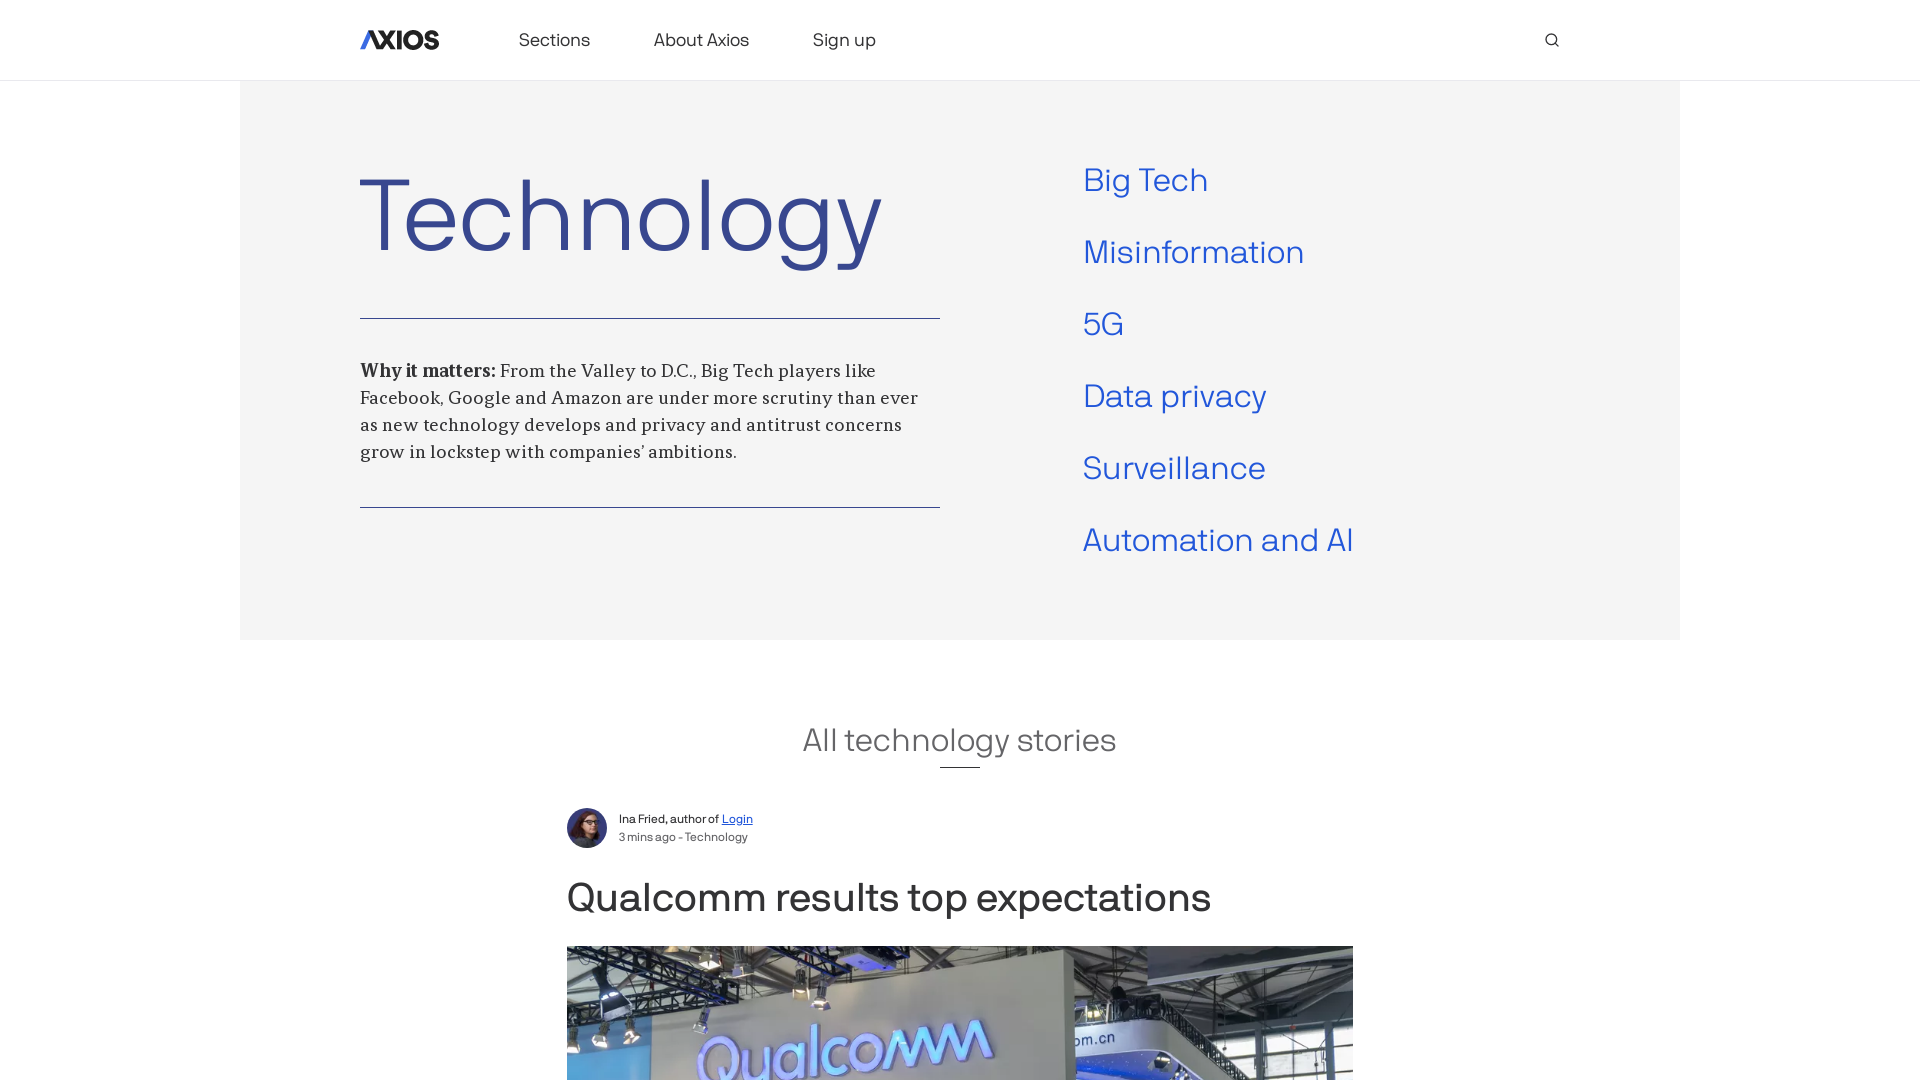 AXIOS
Sections
About Axios
Sign up
Technology
Why it matters: From the Valley to D.C., Big Tech players like
Facebook, Google and Amazon are under more scrutiny than ever
as new technology develops and privacy and antitrust concerns
grow in lockstep with companies’ ambitions.
Big Tech
Misinformation
5G
Data privacy
Surveillance
Automation and AI
All technology stories
Ina Fried, author of Login
3 mins ago - Technology
Qualcomm results top expectations
Qualcomm
om.cn